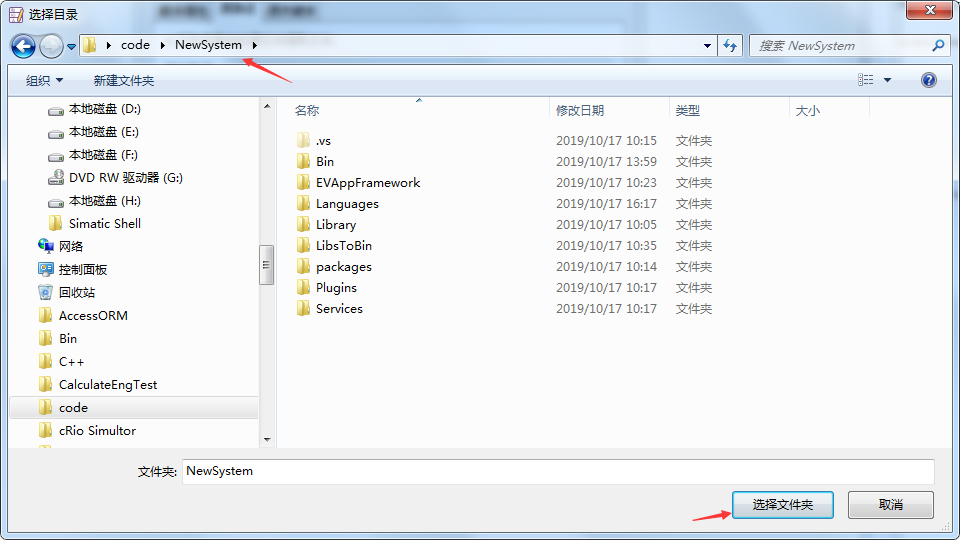 选择目录
code NewSystem
搜索 NewSystem
组织 新建文件夹
名称 修改日期 类型 大小
本地磁盘 (D:)
本地磁盘 (E:)
本地磁盘 (F:)
DVD RW 驱动器 (G:)
本地磁盘 (H:)
Simatic Shell
网络
控制面板
回收站
AccessORM
Bin
C++
CalculateEngTest
code
cRio Simultor
.vs 2019/10/17 10:15 文件夹
Bin 2019/10/17 13:59 文件夹
EVAppFramework 2019/10/17 10:23 文件夹
Languages 2019/10/17 16:17 文件夹
Library 2019/10/17 10:05 文件夹
LibsToBin 2019/10/17 10:35 文件夹
packages 2019/10/17 10:14 文件夹
Plugins 2019/10/17 10:17 文件夹
Services 2019/10/17 10:17 文件夹
文件夹: NewSystem
选择文件夹 取消